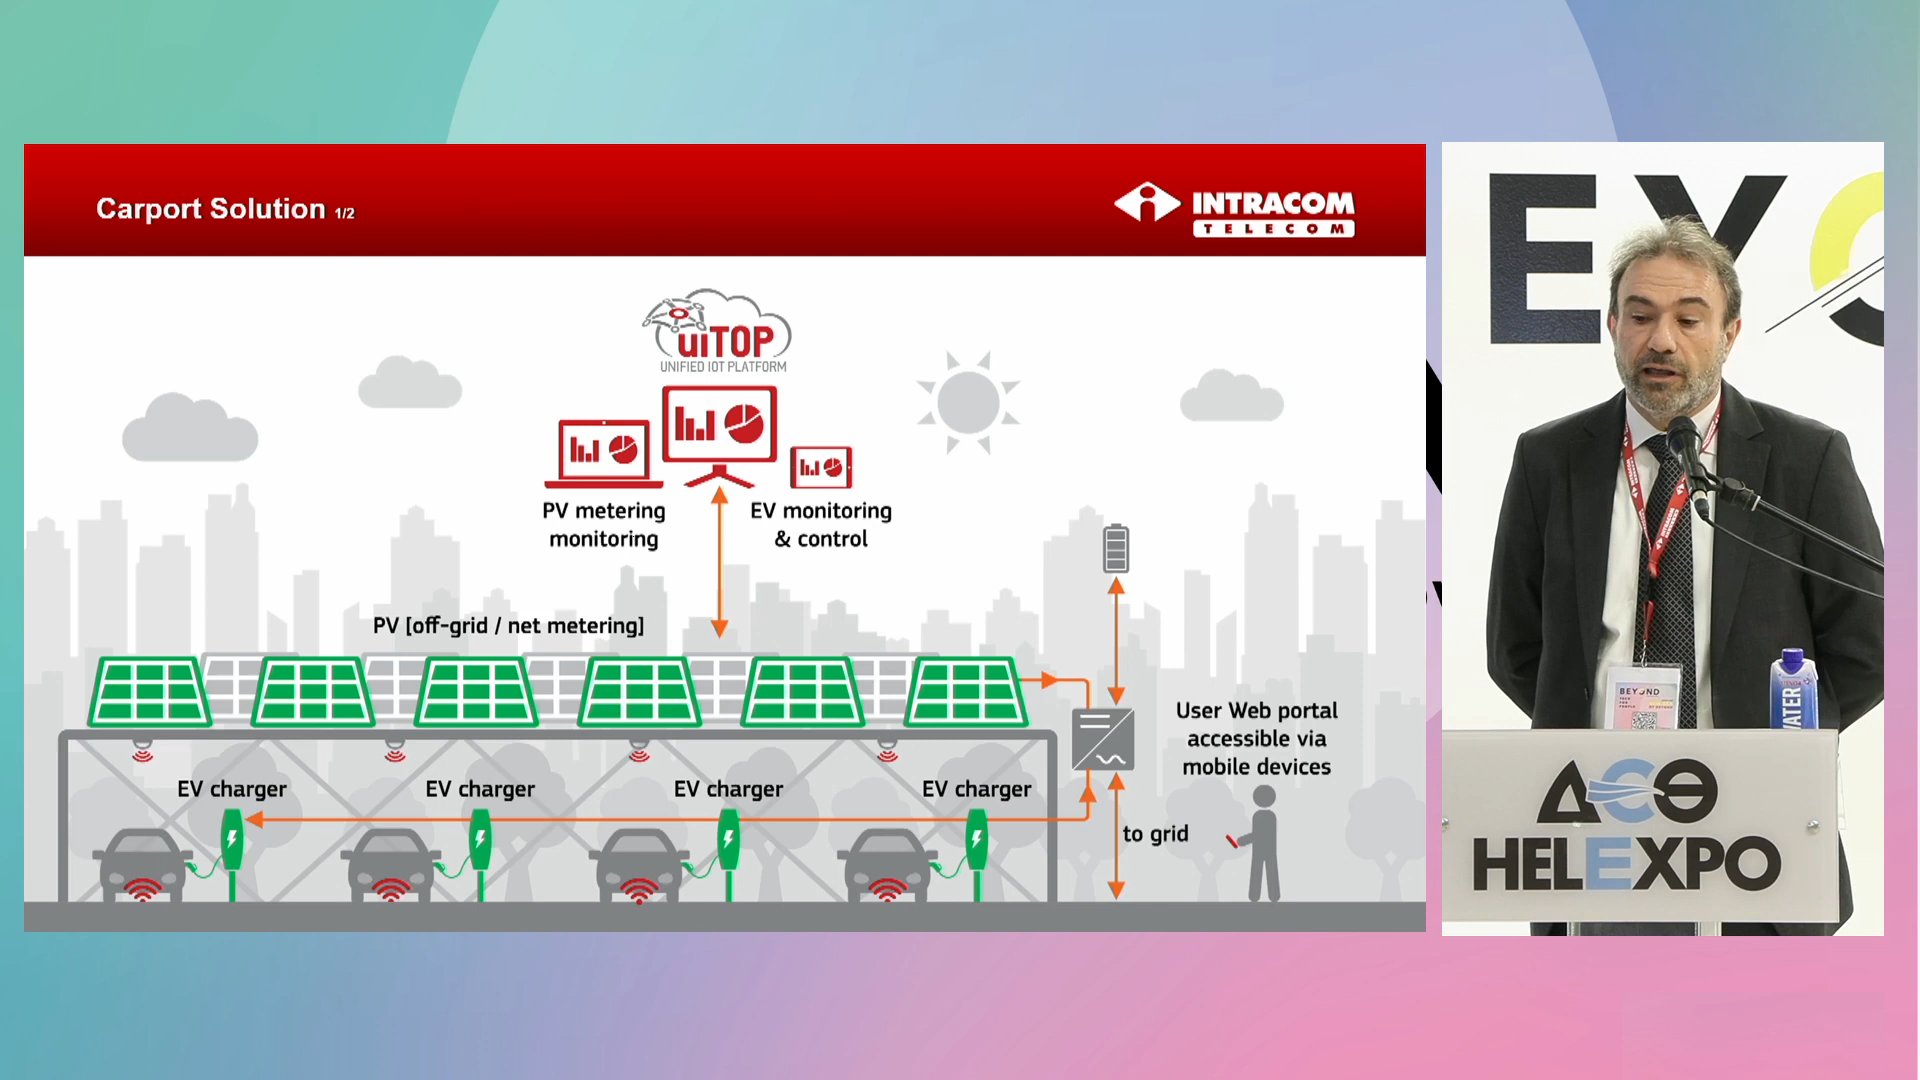 Carport Solution 1/2
INTRACOM
TELECOM
uiTOP
UNIFIED IOT PLATFORM
PV metering
monitoring
EV monitoring
& control
PV [off-grid / net metering]
User Web portal
accessible via
mobile devices
EV charger
EV charger
EV charger
EV charger
to grid
BEYOND
WATER
ΔΕΘ
HELEXPO